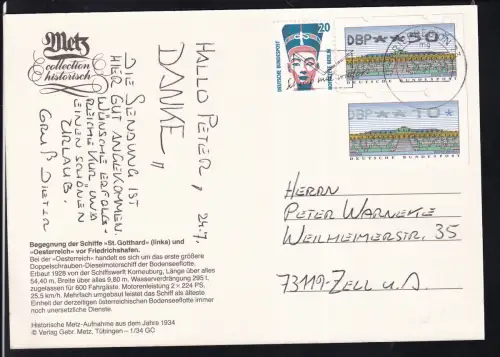 Metz
collection
historisch
HALLO PETER, 24.7.
DANKE
DIE SENDUNG IST
HIER GUT ANGEKOMMEN.
WÜNSCHE ERFOLG-
REICHE KUR UND
EINEN SCHÖNEN
URLAUB.
GRUß DIETER
Begegnung der Schiffe »St. Gotthard« (links) und
»Oesterreich« vor Friedrichshafen.
Bei der »Oesterreich« handelt es sich um das erste größere
Doppelschrauben-Dieselmotorschiff der Bodenseeflotte.
Erbaut 1928 von der Schiffswerft Korneuburg, Länge über alles
54,40 m, Breite über alles 9,80 m, Wasserverdrängung 295 t,
zugelassen für 600 Fahrgäste. Motorenleistung 2 × 224 PS,
25,5 km/h. Mehrfach umgebaut leistet das Schiff als älteste
Einheit der derzeitigen österreichischen Bodenseeflotte immer
noch unersetzliche Dienste.
Historische Metz-Aufnahme aus dem Jahre 1934
© Verlag Gebr. Metz, Tübingen – 1/34 GC
20
DEUTSCHE BUNDESPOST
BERLIN
DBP**50
DEUTSCHE BUNDESPOST
DBP**10*
DEUTSCHE BUNDESPOST
HERRN
PETER WARNEKE
WEILHEIMERSTR. 35
73119-ZELL U.A.